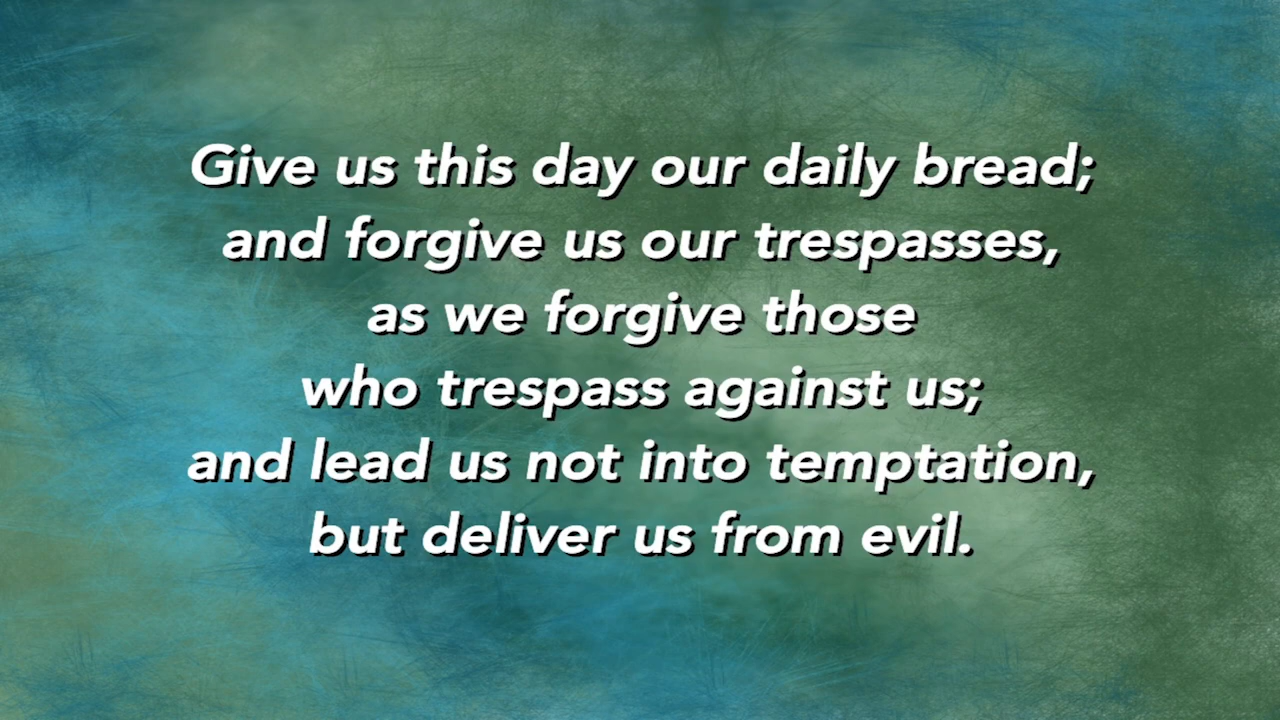 Give us this day our daily bread;
and forgive us our trespasses,
as we forgive those
who trespass against us;
and lead us not into temptation,
but deliver us from evil.